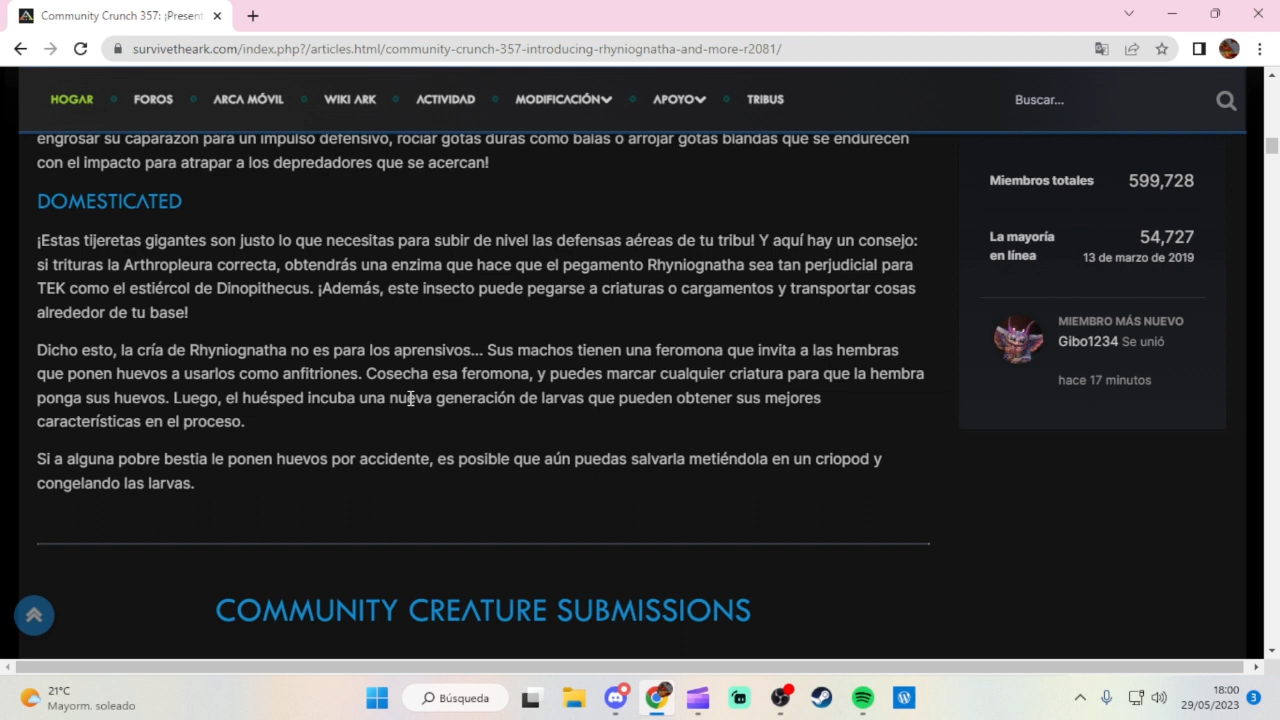 Community Crunch 357: ¡Present
survivetheark.com/index.php?/articles.html/community-crunch-357-introducing-rhyniognatha-and-more-r2081/
HOGAR FOROS ARCA MÓVIL WIKI ARK ACTIVIDAD MODIFICACIÓN APOYO TRIBUS Buscar...
engrosar su caparazón para un impulso defensivo, rociar gotas duras como balas o arrojar gotas blandas que se endurecen
con el impacto para atrapar a los depredadores que se acercan!
DOMESTICATED
¡Estas tijeretas gigantes son justo lo que necesitas para subir de nivel las defensas aéreas de tu tribu! Y aquí hay un consejo:
si trituras la Arthropleura correcta, obtendrás una enzima que hace que el pegamento Rhyniognatha sea tan perjudicial para
TEK como el estiércol de Dinopithecus. ¡Además, este insecto puede pegarse a criaturas o cargamentos y transportar cosas
alrededor de tu base!
Dicho esto, la cría de Rhyniognatha no es para los aprensivos... Sus machos tienen una feromona que invita a las hembras
que ponen huevos a usarlos como anfitriones. Cosecha esa feromona, y puedes marcar cualquier criatura para que la hembra
ponga sus huevos. Luego, el huésped incuba una nueva generación de larvas que pueden obtener sus mejores
características en el proceso.
Si a alguna pobre bestia le ponen huevos por accidente, es posible que aún puedas salvarla metiéndola en un criopod y
congelando las larvas.
COMMUNITY CREATURE SUBMISSIONS
Miembros totales 599,728
La mayoría 54,727
en línea 13 de marzo de 2019
MIEMBRO MÁS NUEVO
Gibo1234 Se unió
hace 17 minutos
21°C
Mayorm. soleado
Búsqueda
18:00
29/05/2023
3